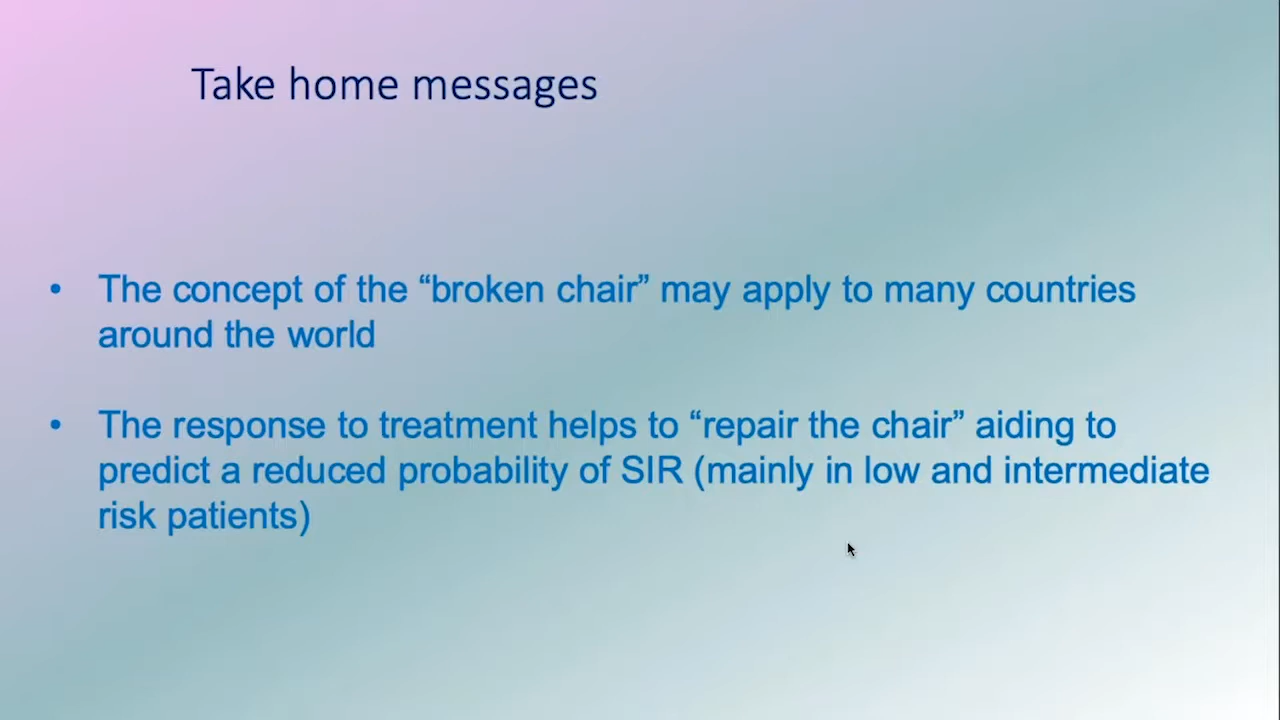 Take home messages
• The concept of the “broken chair” may apply to many countries
around the world
• The response to treatment helps to “repair the chair” aiding to
predict a reduced probability of SIR (mainly in low and intermediate
risk patients)